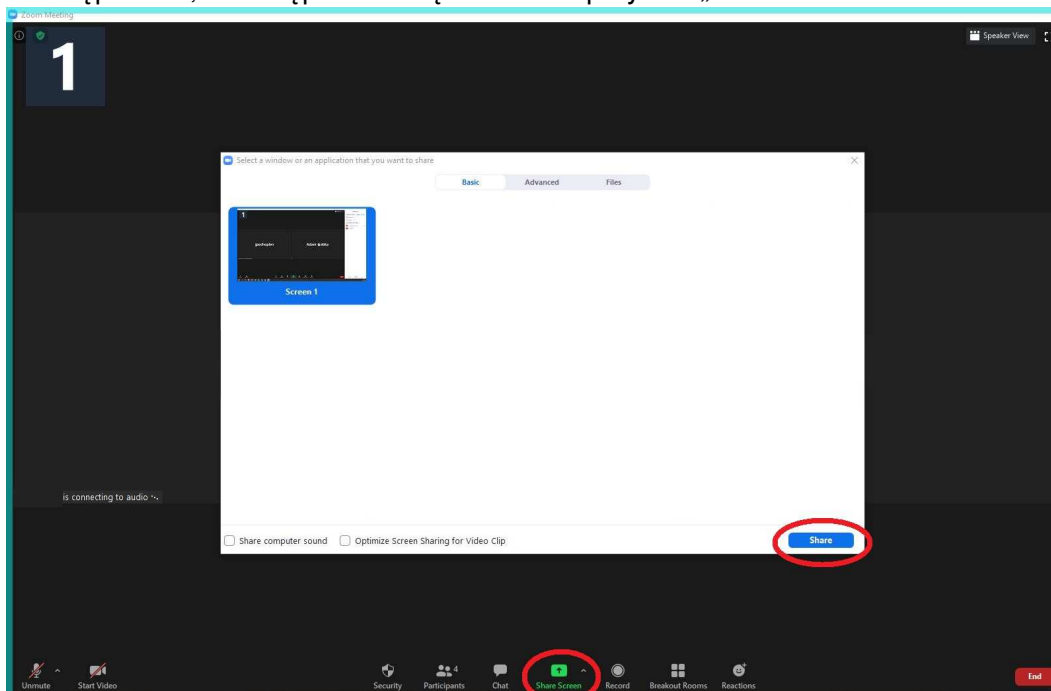 Zoom Meeting
1
Speaker View
Select a window or an application that you want to share
Basic Advanced Files
1
Screen 1
is connecting to audio
Share computer sound Optimize Screen Sharing for Video Clip Share
4
Unmute Start Video Security Participants Chat Share Screen Record Breakout Rooms Reactions End